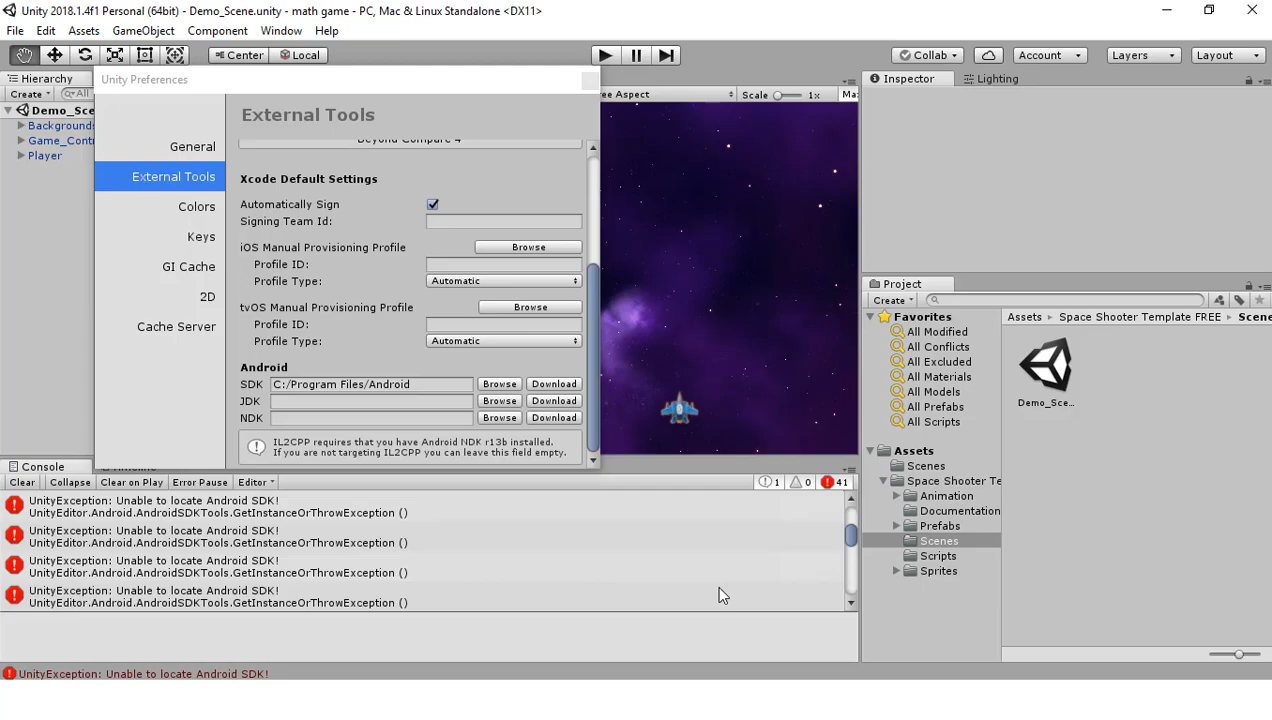 Unity 2018.1.4f1 Personal (64bit) - Demo_Scene.unity - math game - PC, Mac & Linux Standalone <DX11>
File Edit Assets GameObject Component Window Help
Center Local Collab Account Layers Layout
Hierarchy
Create All
Demo_Sce
Backgrounds
Game_Contr
Player
Unity Preferences
General
External Tools
Colors
Keys
GI Cache
2D
Cache Server
External Tools
Beyond Compare 4
Xcode Default Settings
Automatically Sign
Signing Team Id:
iOS Manual Provisioning Profile Browse
Profile ID:
Profile Type: Automatic
tvOS Manual Provisioning Profile Browse
Profile ID:
Profile Type: Automatic
Android
SDK C:/Program Files/Android Browse Download
JDK Browse Download
NDK Browse Download
IL2CPP requires that you have Android NDK r13b installed.
If you are not targeting IL2CPP you can leave this field empty.
ree Aspect Scale 1x Ma
Inspector Lighting
Project
Create
Favorites
All Modified
All Conflicts
All Excluded
All Materials
All Models
All Prefabs
All Scripts
Assets
Scenes
Space Shooter Te
Animation
Documentation
Prefabs
Scenes
Scripts
Sprites
Assets Space Shooter Template FREE Scene
Demo_Sce...
Console
Clear Collapse Clear on Play Error Pause Editor 1 0 41
UnityException: Unable to locate Android SDK!
UnityEditor.Android.AndroidSDKTools.GetInstanceOrThrowException ()
UnityException: Unable to locate Android SDK!
UnityEditor.Android.AndroidSDKTools.GetInstanceOrThrowException ()
UnityException: Unable to locate Android SDK!
UnityEditor.Android.AndroidSDKTools.GetInstanceOrThrowException ()
UnityException: Unable to locate Android SDK!
UnityEditor.Android.AndroidSDKTools.GetInstanceOrThrowException ()
UnityException: Unable to locate Android SDK!